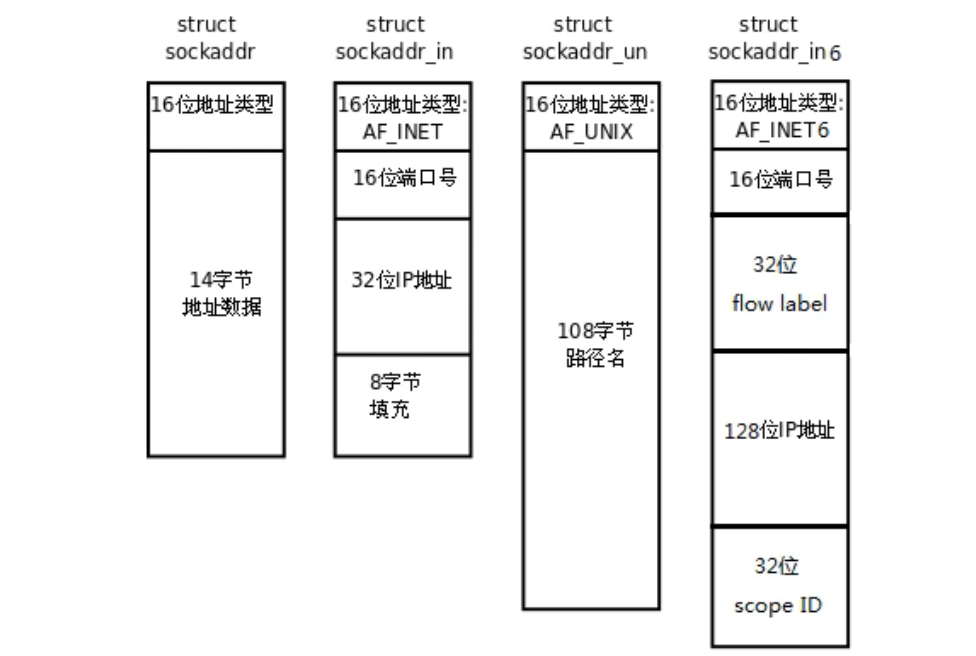 struct
sockaddr
16位地址类型
14字节
地址数据
struct
sockaddr_in
16位地址类型:
AF_INET
16位端口号
32位IP地址
8字节
填充
struct
sockaddr_un
16位地址类型:
AF_UNIX
108字节
路径名
struct
sockaddr_in6
16位地址类型:
AF_INET6
16位端口号
32位
flow label
128位IP地址
32位
scope ID